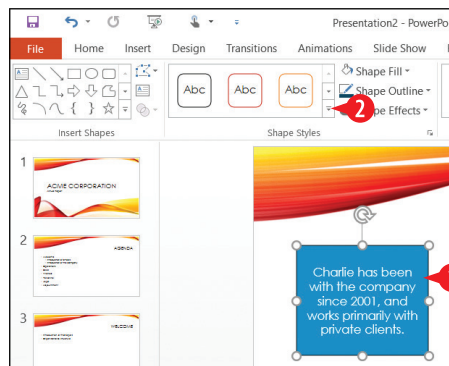 Presentation2 - PowerPo
File Home Insert Design Transitions Animations Slide Show
Abc Abc Abc
Shape Fill
Shape Outline
pe Effects
2
Insert Shapes
Shape Styles
1
ACME CORPORATION
2
AGENDA
3
WELCOME
Charlie has been
with the company
since 2001, and
works primarily with
private clients.